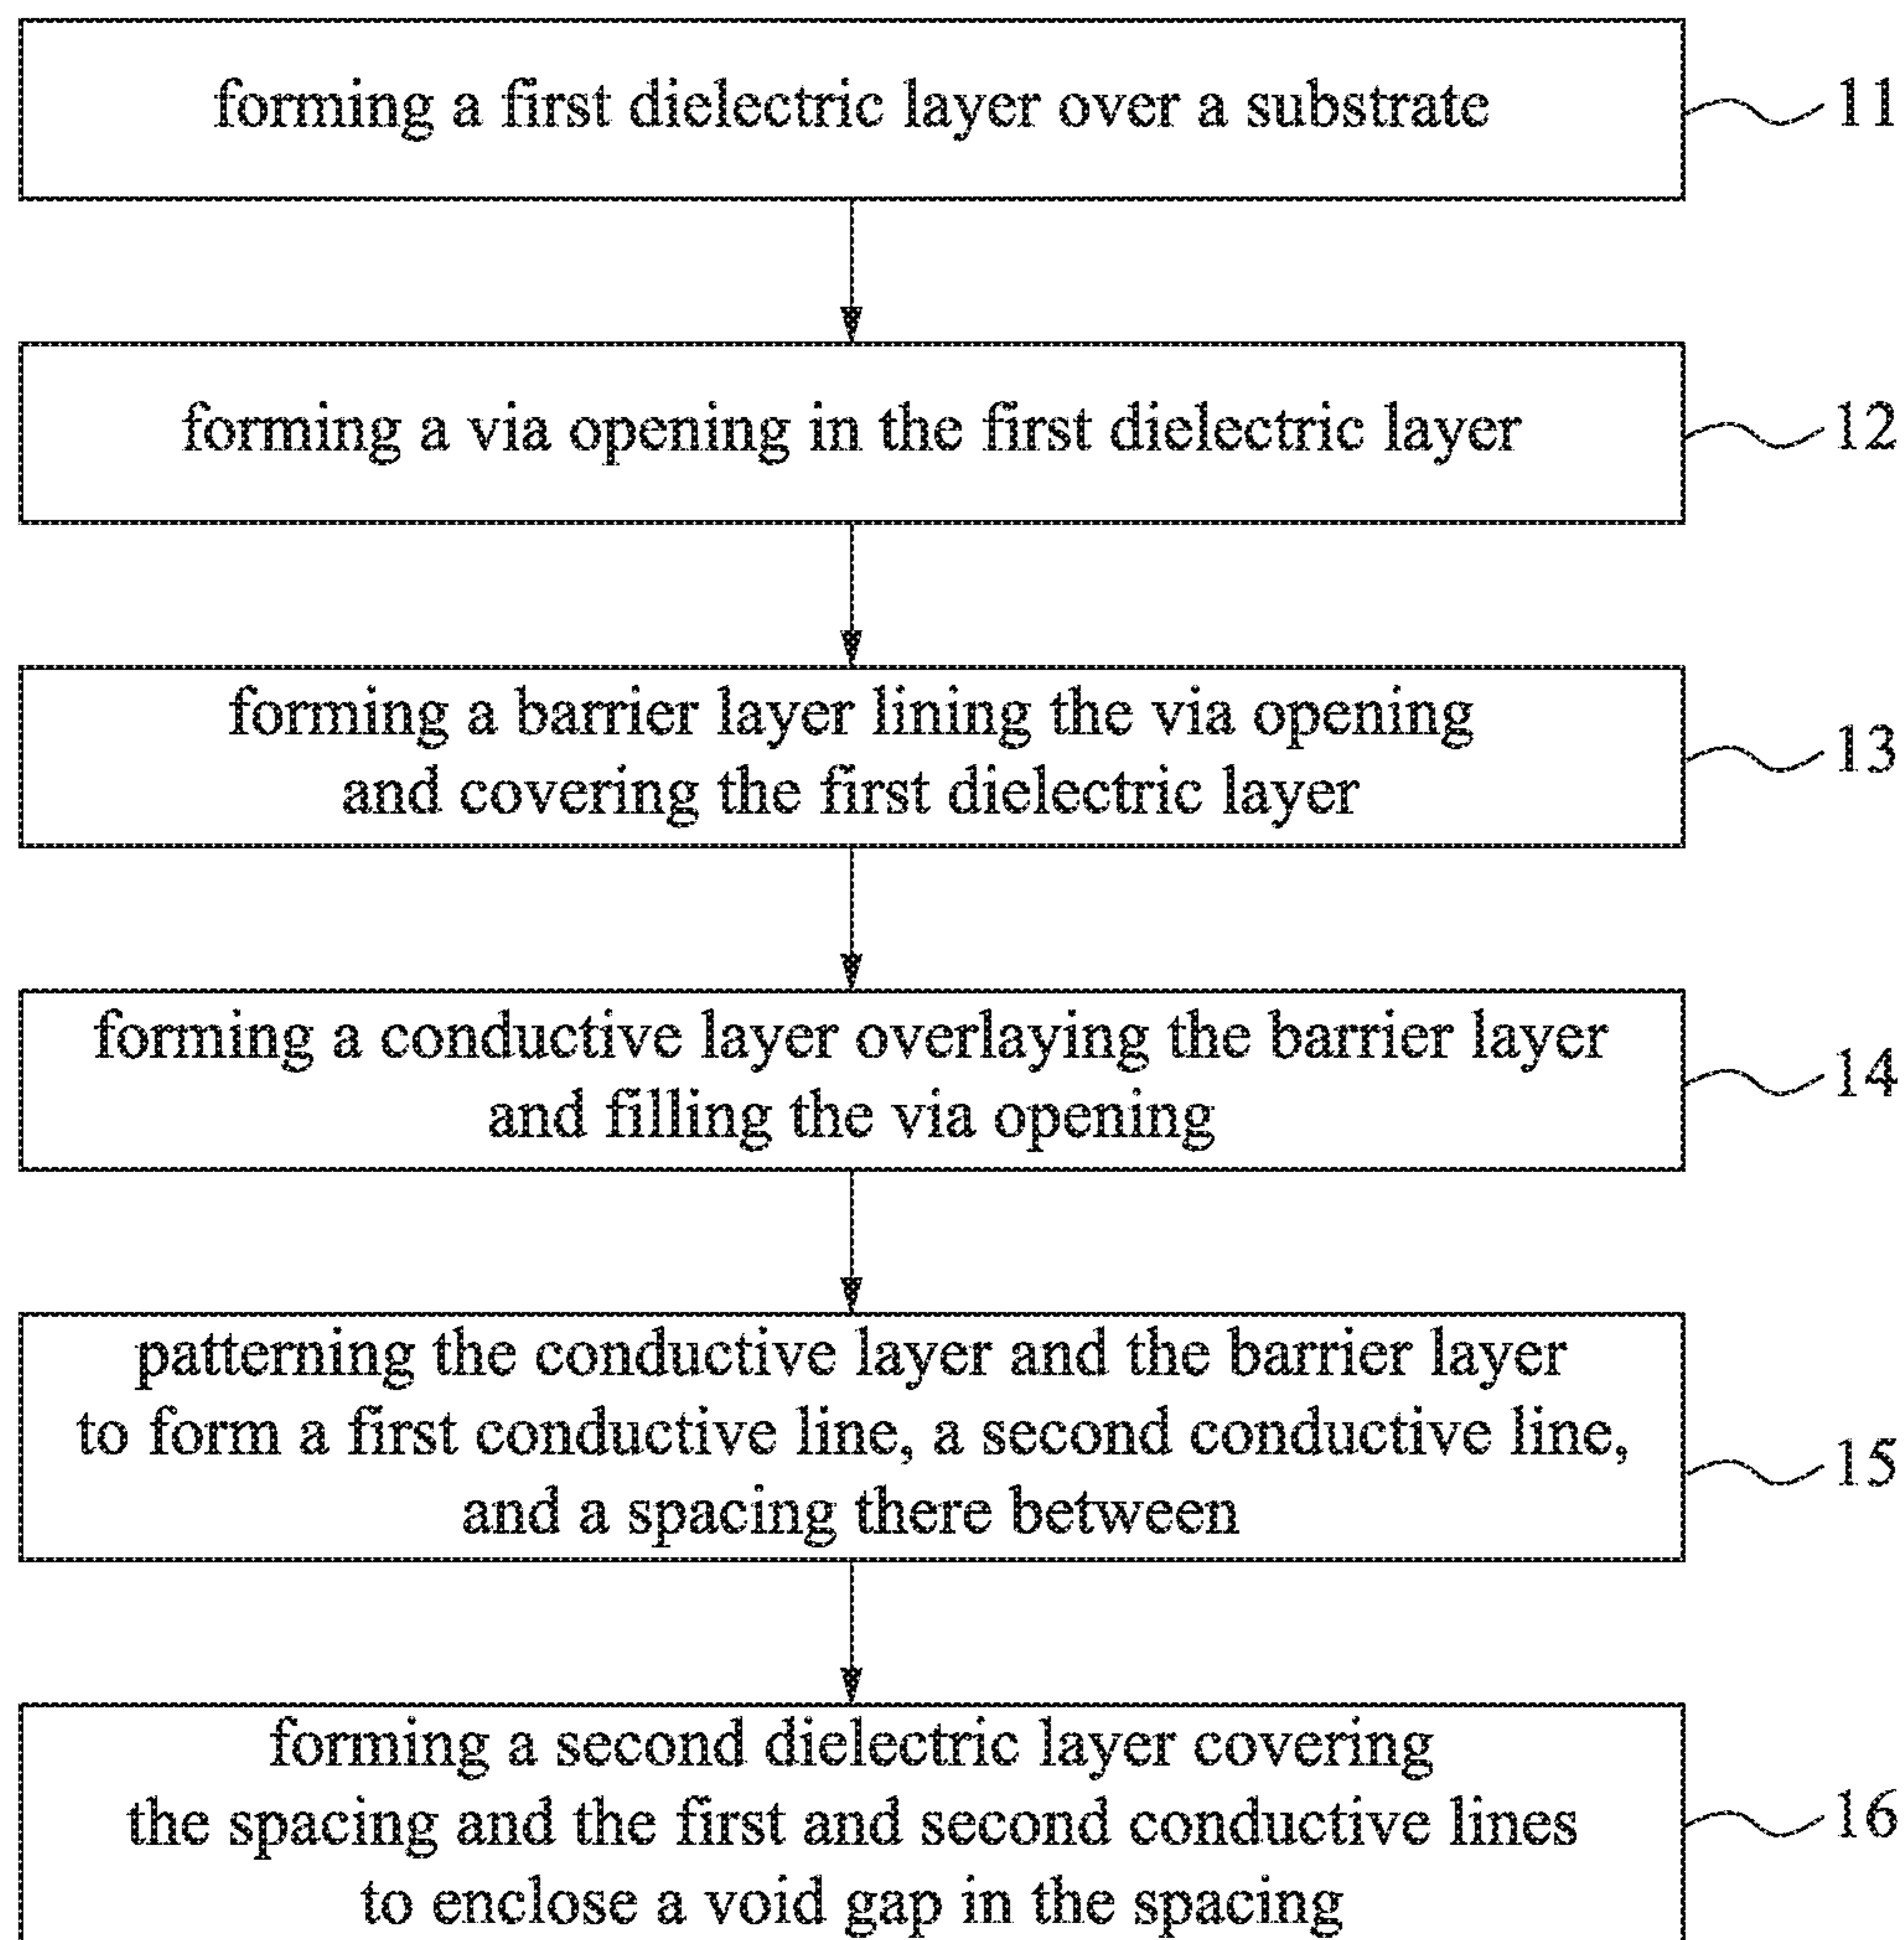 forming a first dielectric layer over a substrate
11
forming a via opening in the first dielectric layer
12
forming a barrier layer lining the via opening
and covering the first dielectric layer
13
forming a conductive layer overlaying the barrier layer
and filling the via opening
14
patterning the conductive layer and the barrier layer
to form a first conductive line, a second conductive line,
and a spacing there between
15
forming a second dielectric layer covering
the spacing and the first and second conductive lines
to enclose a void gap in the spacing
16